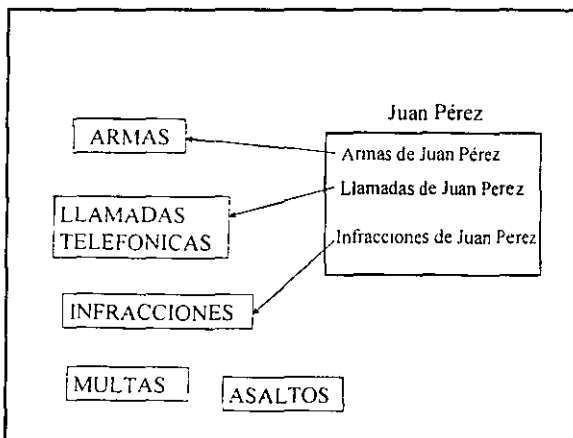 Juan Pérez
ARMAS
Armas de Juan Pérez
Llamadas de Juan Perez
LLAMADAS
TELEFONICAS
Infracciones de Juan Perez
INFRACCIONES
MULTAS
ASALTOS